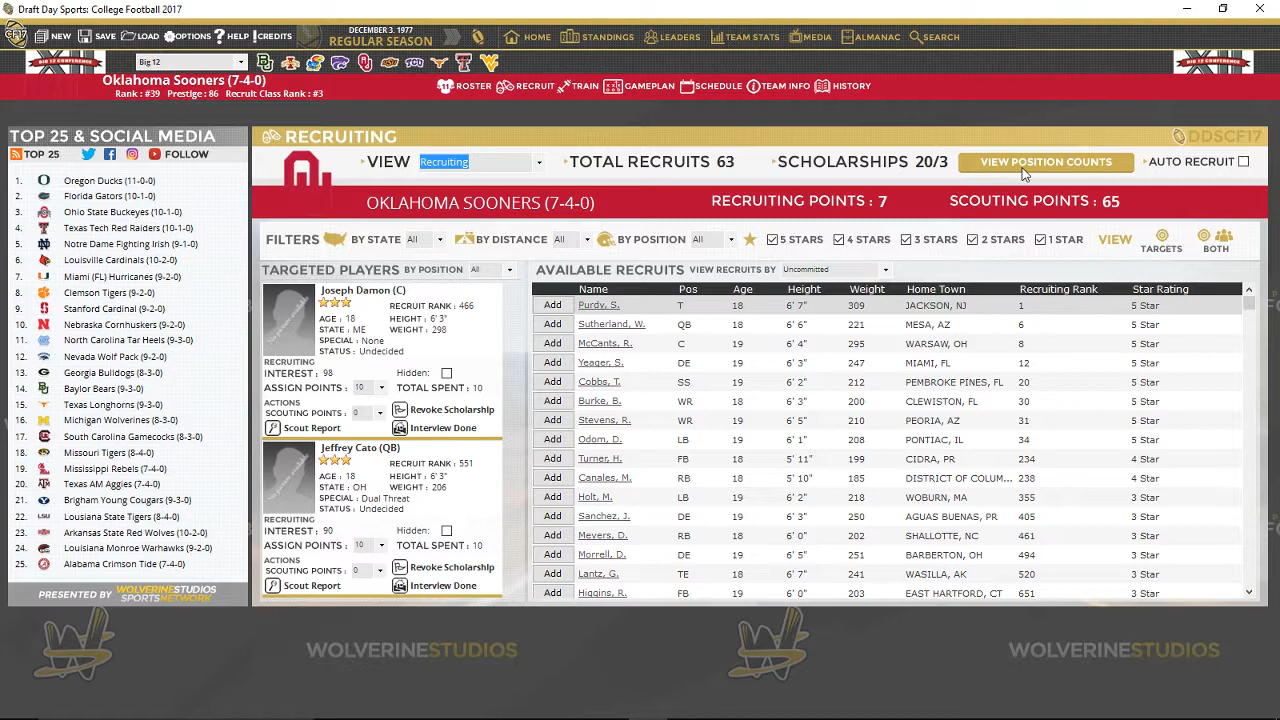 Draft Day Sports: College Football 2017
NEW SAVE LOAD OPTIONS HELP CREDITS DECEMBER 3. 1977 REGULAR SEASON HOME STANDINGS LEADERS TEAM STATS MEDIA ALMANAC SEARCH
BIG 12 CONFERENCE Big 12 BIG 12 CONFERENCE
Oklahoma Sooners (7-4-0)
Rank : #39 Prestige : 86 Recruit Class Rank : #3
ROSTER RECRUIT TRAIN GAMEPLAN SCHEDULE TEAM INFO HISTORY
TOP 25 & SOCIAL MEDIA
TOP 25 FOLLOW
1. Oregon Ducks (11-0-0)
2. Florida Gators (10-1-0)
3. Ohio State Buckeyes (10-1-0)
4. Texas Tech Red Raiders (10-1-0)
5. Notre Dame Fighting Irish (9-1-0)
6. Louisville Cardinals (10-2-0)
7. Miami (FL) Hurricanes (9-2-0)
8. Clemson Tigers (9-2-0)
9. Stanford Cardinal (9-2-0)
10. Nebraska Cornhuskers (9-2-0)
11. North Carolina Tar Heels (9-3-0)
12. Nevada Wolf Pack (9-2-0)
13. Georgia Bulldogs (8-3-0)
14. Baylor Bears (9-3-0)
15. Texas Longhorns (9-3-0)
16. Michigan Wolverines (8-3-0)
17. South Carolina Gamecocks (8-3-0)
18. Missouri Tigers (8-4-0)
19. Mississippi Rebels (7-4-0)
20. Texas AM Aggies (7-4-0)
21. Brigham Young Cougars (9-3-0)
22. Louisiana State Tigers (8-4-0)
23. Arkansas State Red Wolves (10-2-0)
24. Louisiana Monroe Warhawks (9-2-0)
25. Alabama Crimson Tide (7-4-0)
PRESENTED BY WOLVERINESTUDIOS SPORTSNETWORK
RECRUITING DDSCF17
VIEW Recruiting TOTAL RECRUITS 63 SCHOLARSHIPS 20/3 VIEW POSITION COUNTS AUTO RECRUIT
OKLAHOMA SOONERS (7-4-0) RECRUITING POINTS : 7 SCOUTING POINTS : 65
FILTERS BY STATE All BY DISTANCE All BY POSITION All 5 STARS 4 STARS 3 STARS 2 STARS 1 STAR VIEW TARGETS BOTH
TARGETED PLAYERS BY POSITION All
Joseph Damon (C)
RECRUIT RANK : 466
AGE : 18 HEIGHT : 6' 3"
STATE : ME WEIGHT : 298
SPECIAL : None
STATUS : Undecided
RECRUITING
INTEREST : 98 Hidden:
ASSIGN POINTS : 10 TOTAL SPENT : 10
ACTIONS
SCOUTING POINTS : 0 Revoke Scholarship
Scout Report Interview Done
Jeffrey Cato (QB)
RECRUIT RANK : 551
AGE : 18 HEIGHT : 6' 3"
STATE : OH WEIGHT : 206
SPECIAL : Dual Threat
STATUS : Undecided
RECRUITING
INTEREST : 90 Hidden:
ASSIGN POINTS : 10 TOTAL SPENT : 10
ACTIONS
SCOUTING POINTS : 0 Revoke Scholarship
Scout Report Interview Done
AVAILABLE RECRUITS VIEW RECRUITS BY Uncommitted
Name Pos Age Height Weight Home Town Recruiting Rank Star Rating
Add Purdy, S. T 18 6' 7" 309 JACKSON, NJ 1 5 Star
Add Sutherland, W. QB 18 6' 6" 221 MESA, AZ 6 5 Star
Add McCants, R. C 19 6' 4" 295 WARSAW, OH 8 5 Star
Add Yeager, S. DE 19 6' 3" 247 MIAMI, FL 12 5 Star
Add Cobbs, T. SS 19 6' 2" 212 PEMBROKE PINES, FL 20 5 Star
Add Burke, B. WR 18 6' 3" 200 CLEWISTON, FL 30 5 Star
Add Stevens, R. WR 19 6' 5" 210 PEORIA, AZ 31 5 Star
Add Odom, D. LB 19 6' 1" 208 PONTIAC, IL 34 5 Star
Add Turner, H. FB 18 5' 11" 199 CIDRA, PR 234 4 Star
Add Canales, M. RB 18 5' 10" 185 DISTRICT OF COLUM... 238 4 Star
Add Holt, M. LB 19 6' 2" 218 WOBURN, MA 355 3 Star
Add Sanchez, J. DE 19 6' 3" 250 AGUAS BUENAS, PR 405 3 Star
Add Meyers, D. RB 18 6' 0" 202 SHALLOTTE, NC 461 3 Star
Add Morrell, D. DE 19 6' 5" 251 BARBERTON, OH 494 3 Star
Add Lantz, G. TE 18 6' 7" 241 WASILLA, AK 520 3 Star
Add Higgins, R. FB 18 6' 0" 203 EAST HARTFORD, CT 651 3 Star
WOLVERINESTUDIOS WOLVERINESTUDIOS